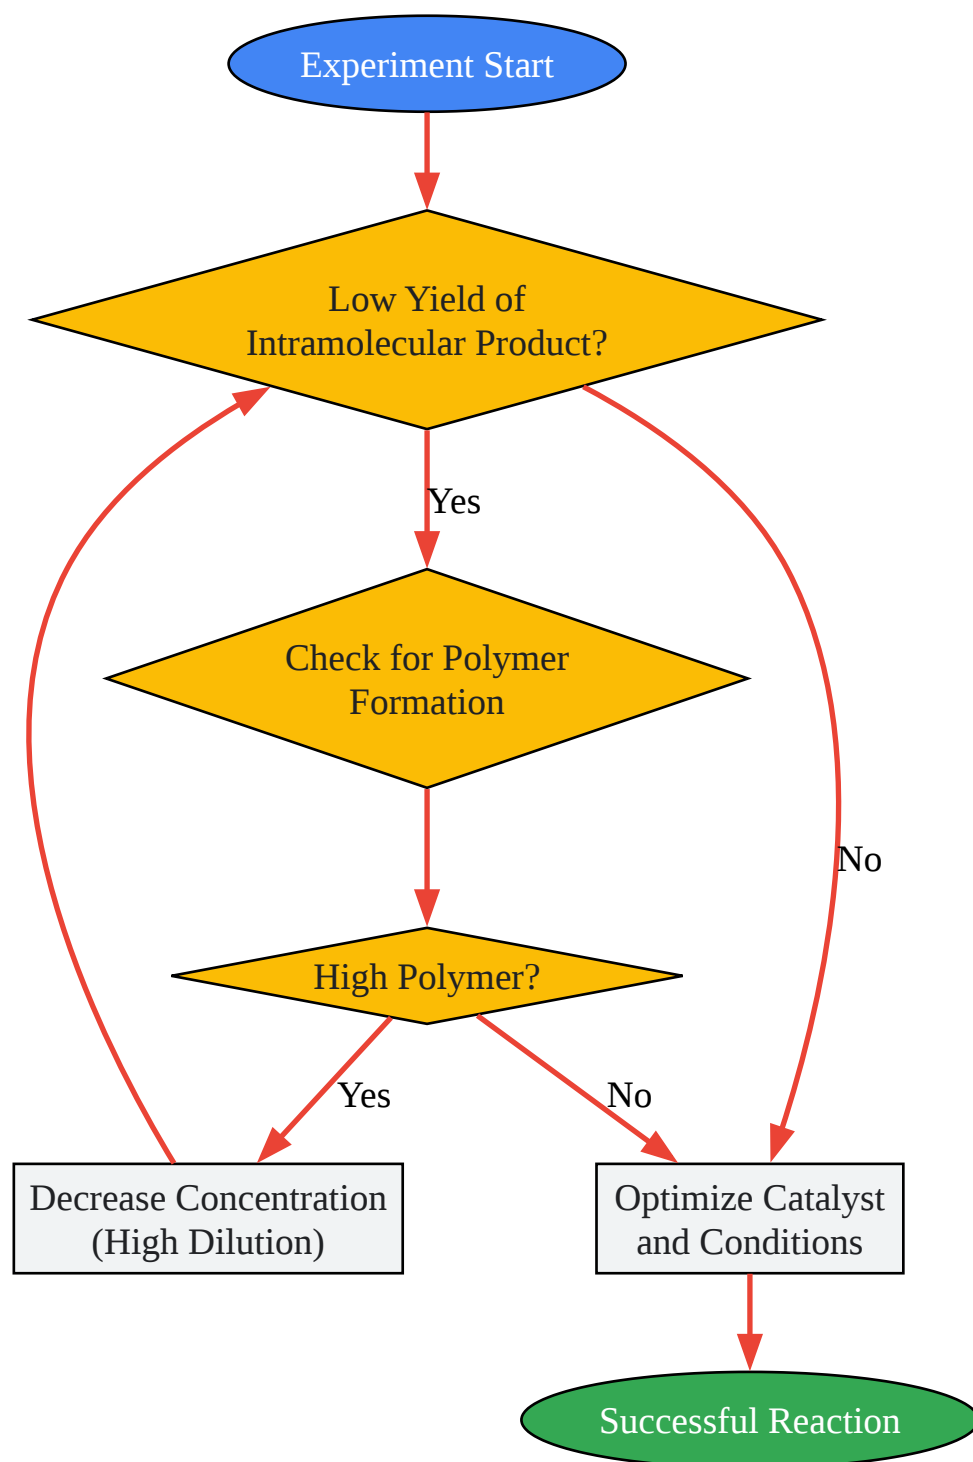 Experiment Start
Low Yield of
Intramolecular Product?
Yes
Check for Polymer
Formation
No
High Polymer?
Yes
No
Decrease Concentration
(High Dilution)
Optimize Catalyst
and Conditions
Successful Reaction